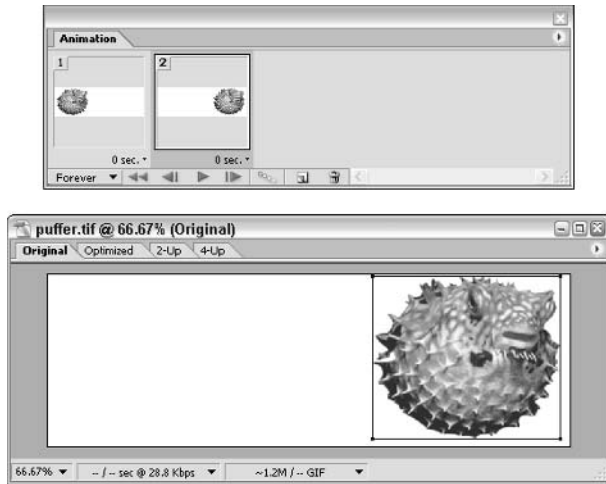 Animation
1 2
0 sec. 0 sec.
Forever
puffer.tif @ 66.67% (Original)
Original Optimized 2-Up 4-Up
66.67% -- / -- sec @ 28.8 Kbps ~1.2M / -- GIF